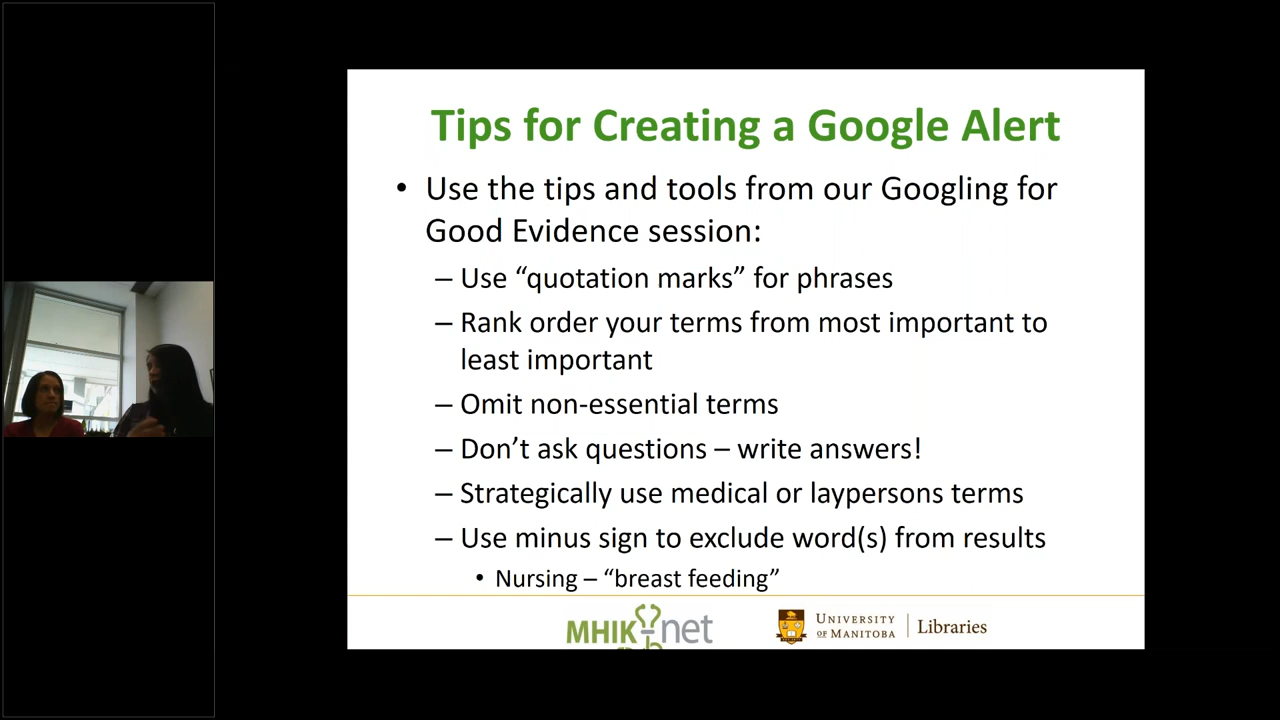 Tips for Creating a Google Alert
• Use the tips and tools from our Googling for
Good Evidence session:
– Use “quotation marks” for phrases
– Rank order your terms from most important to
least important
– Omit non-essential terms
– Don’t ask questions – write answers!
– Strategically use medical or laypersons terms
– Use minus sign to exclude word(s) from results
• Nursing – “breast feeding”
MHIK-net
UNIVERSITY
OF MANITOBA
Libraries